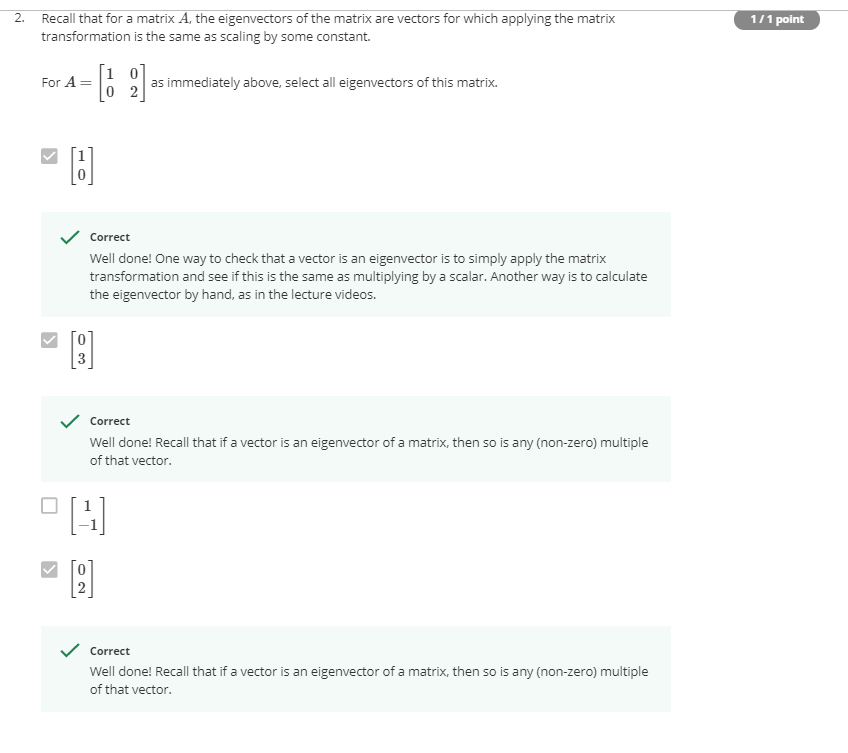 2. Recall that for a matrix A, the eigenvectors of the matrix are vectors for which applying the matrix
1 / 1 point
transformation is the same as scaling by some constant.
For A = [1 0
0 2] as immediately above, select all eigenvectors of this matrix.
[1
0]
Correct
Well done! One way to check that a vector is an eigenvector is to simply apply the matrix
transformation and see if this is the same as multiplying by a scalar. Another way is to calculate
the eigenvector by hand, as in the lecture videos.
[0
3]
Correct
Well done! Recall that if a vector is an eigenvector of a matrix, then so is any (non-zero) multiple
of that vector.
[1
−1]
[0
2]
Correct
Well done! Recall that if a vector is an eigenvector of a matrix, then so is any (non-zero) multiple
of that vector.